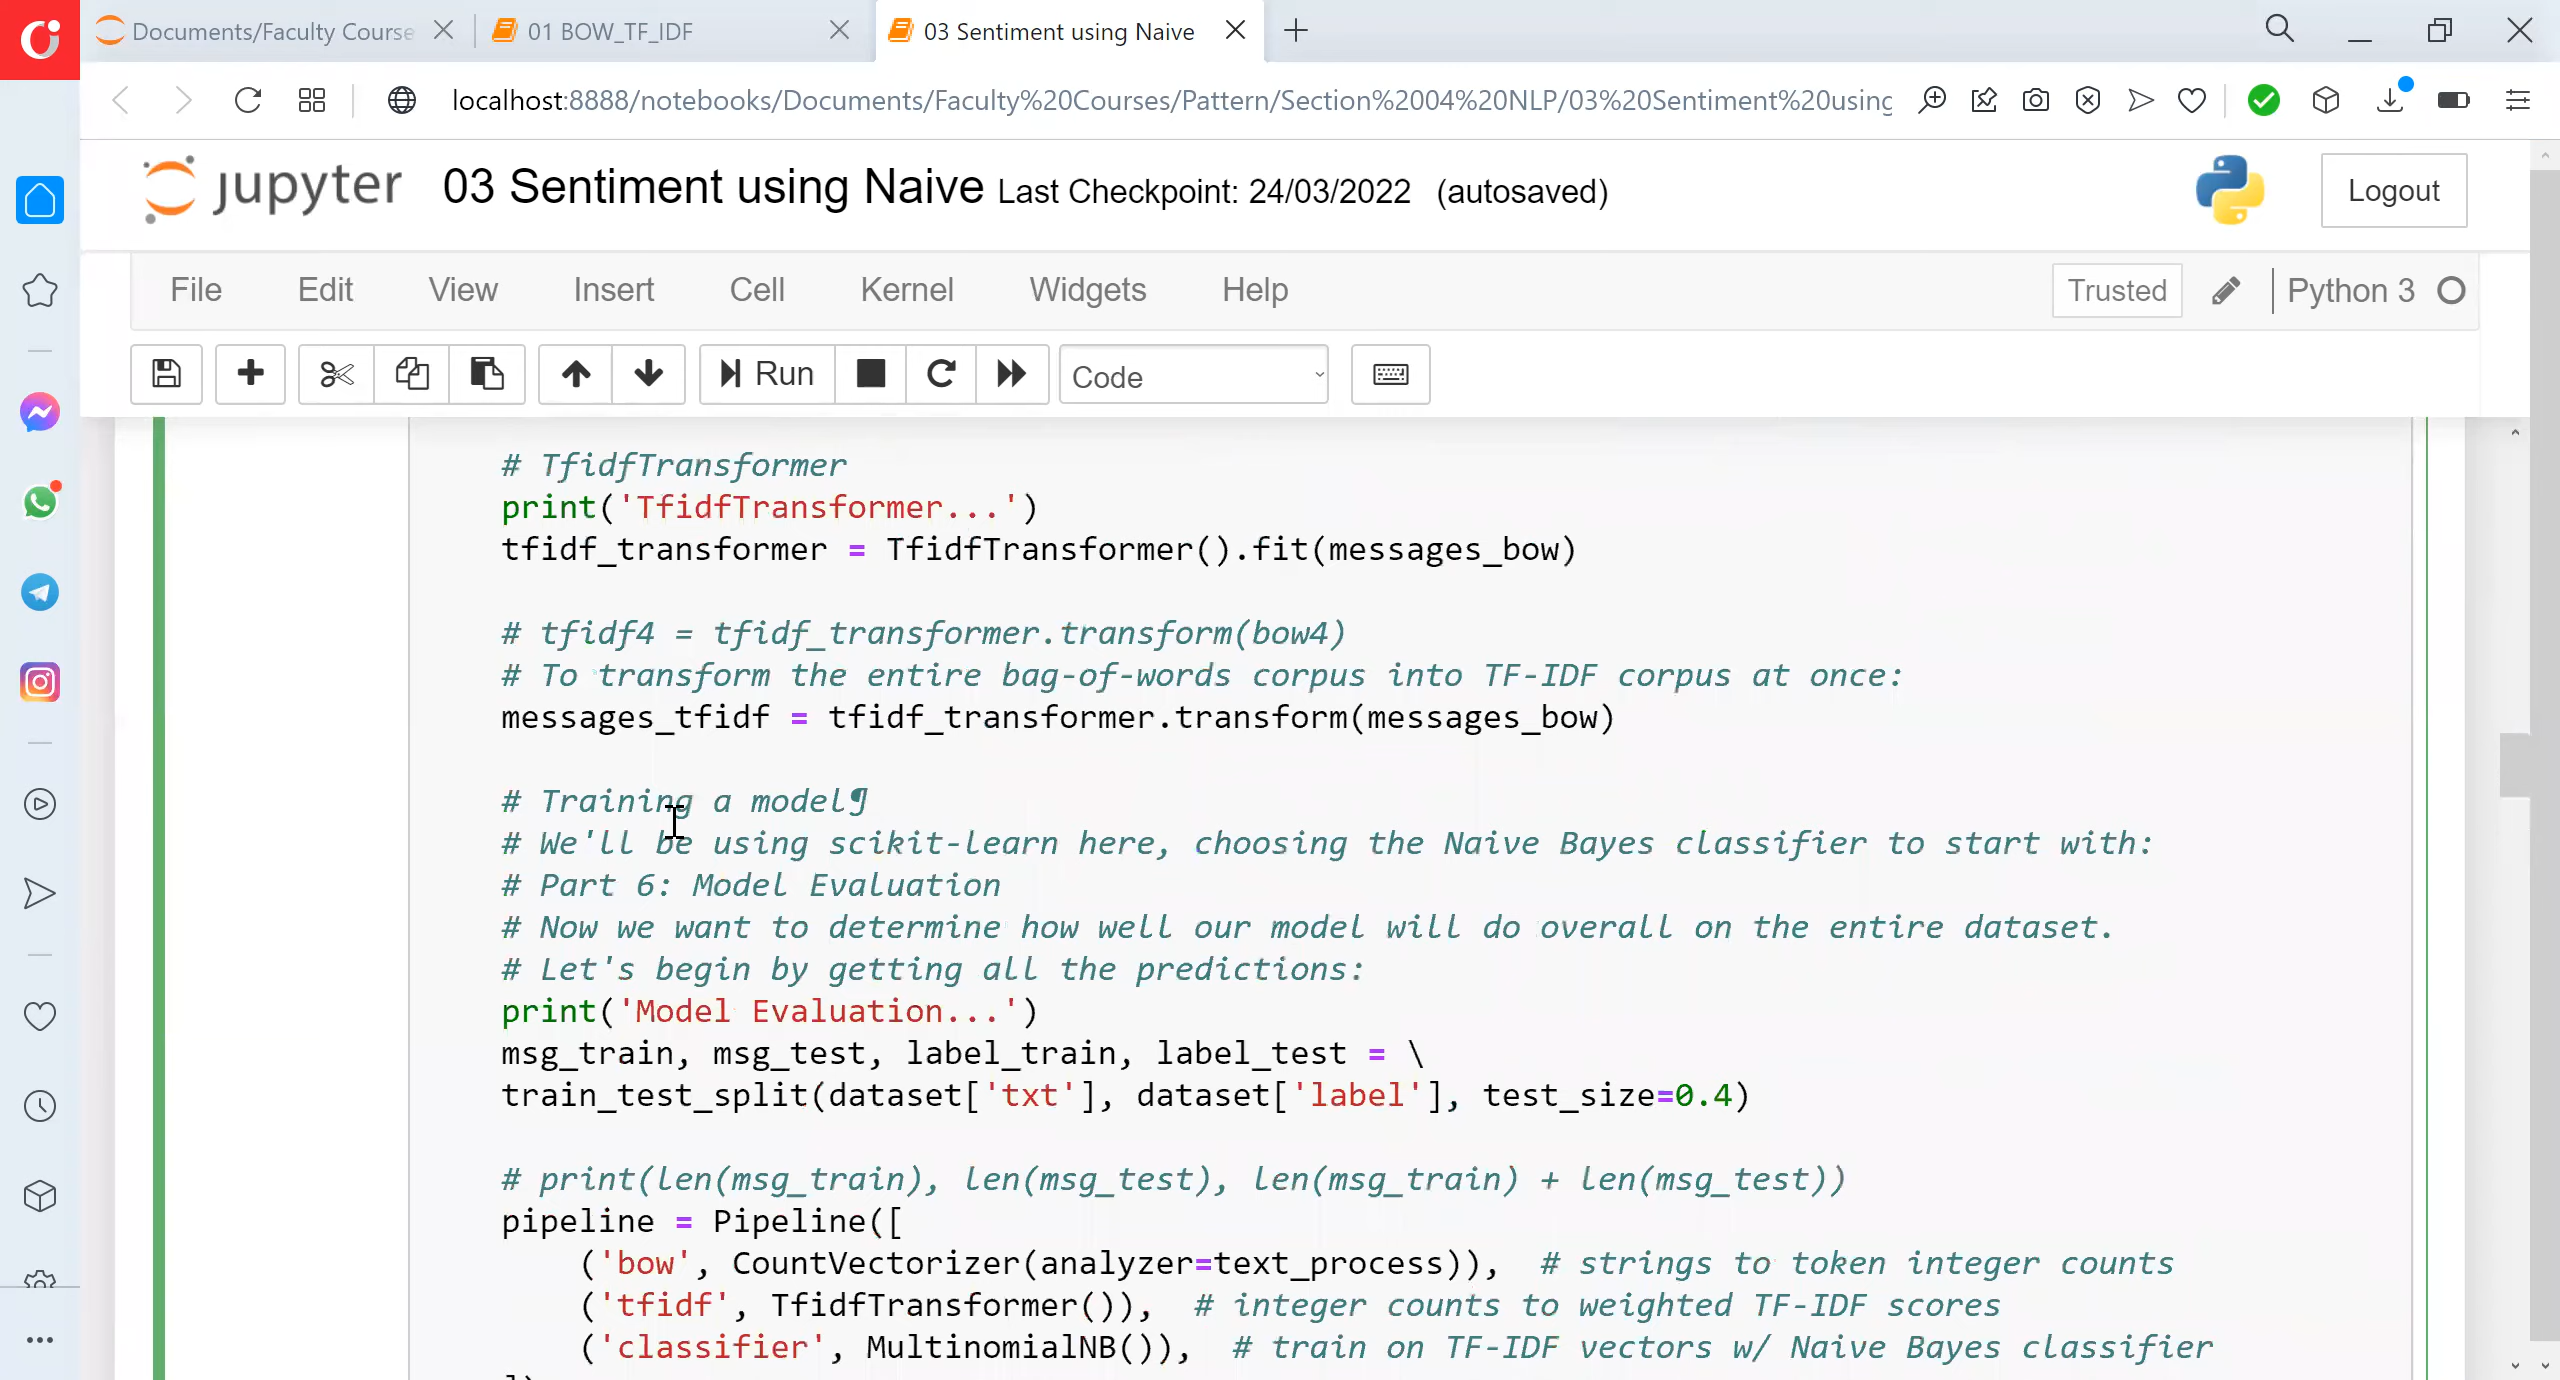 Documents/Faculty Course
01 BOW_TF_IDF
03 Sentiment using Naive
localhost:8888/notebooks/Documents/Faculty%20Courses/Pattern/Section%2004%20NLP/03%20Sentiment%20using
jupyter 03 Sentiment using Naive Last Checkpoint: 24/03/2022 (autosaved)
Logout
File Edit View Insert Cell Kernel Widgets Help
Trusted
Python 3
Run
Code
# TfidfTransformer
print('TfidfTransformer...')
tfidf_transformer = TfidfTransformer().fit(messages_bow)
# tfidf4 = tfidf_transformer.transform(bow4)
# To transform the entire bag-of-words corpus into TF-IDF corpus at once:
messages_tfidf = tfidf_transformer.transform(messages_bow)
# Training a model¶
# We'll be using scikit-learn here, choosing the Naive Bayes classifier to start with:
# Part 6: Model Evaluation
# Now we want to determine how well our model will do overall on the entire dataset.
# Let's begin by getting all the predictions:
print('Model Evaluation...')
msg_train, msg_test, label_train, label_test = \
train_test_split(dataset['txt'], dataset['label'], test_size=0.4)
# print(len(msg_train), len(msg_test), len(msg_train) + len(msg_test))
pipeline = Pipeline([
('bow', CountVectorizer(analyzer=text_process)), # strings to token integer counts
('tfidf', TfidfTransformer()), # integer counts to weighted TF-IDF scores
('classifier', MultinomialNB()), # train on TF-IDF vectors w/ Naive Bayes classifier